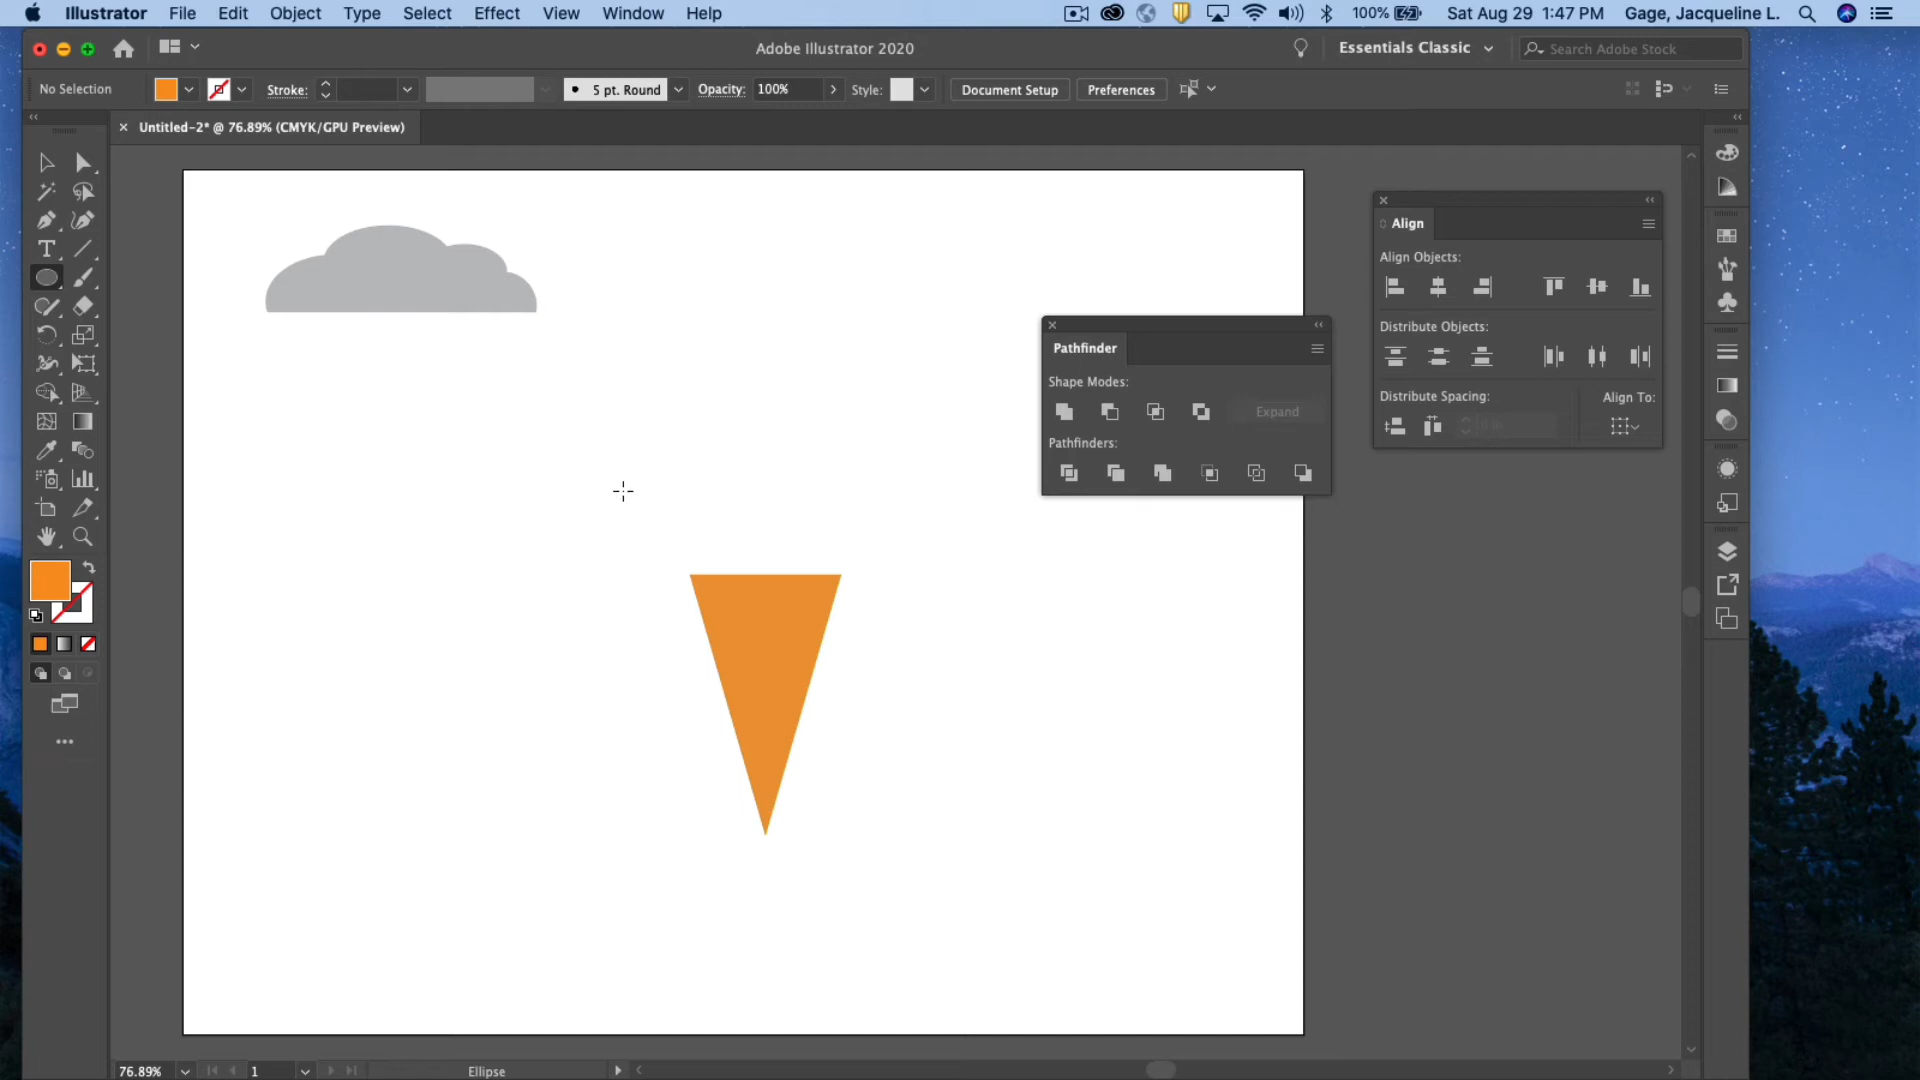 Illustrator File Edit Object Type Select Effect View Window Help 100% Sat Aug 29 1:47 PM Gage, Jacqueline L.
Adobe Illustrator 2020 Essentials Classic Search Adobe Stock
No Selection Stroke: 5 pt. Round Opacity: 100% Style: Document Setup Preferences
Untitled-2* @ 76.89% (CMYK/GPU Preview)
Align
Align Objects:
Distribute Objects:
Distribute Spacing: Align To:
Pathfinder
Shape Modes:
Expand
Pathfinders:
76.89% 1 Ellipse